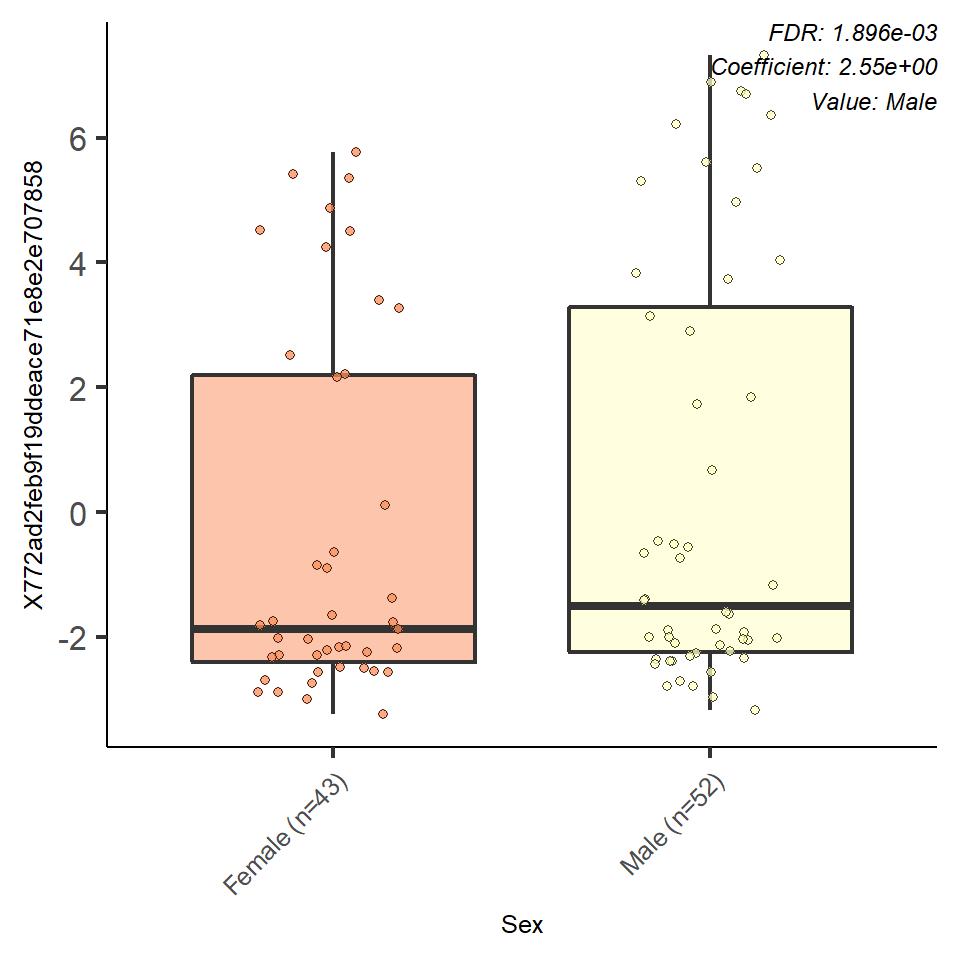 FDR: 1.896e-03
Coefficient: 2.55e+00
Value: Male
X772ad2feb9f19ddeace71e8e2e707858
6
4
2
0
-2
Female (n=43)
Male (n=52)
Sex